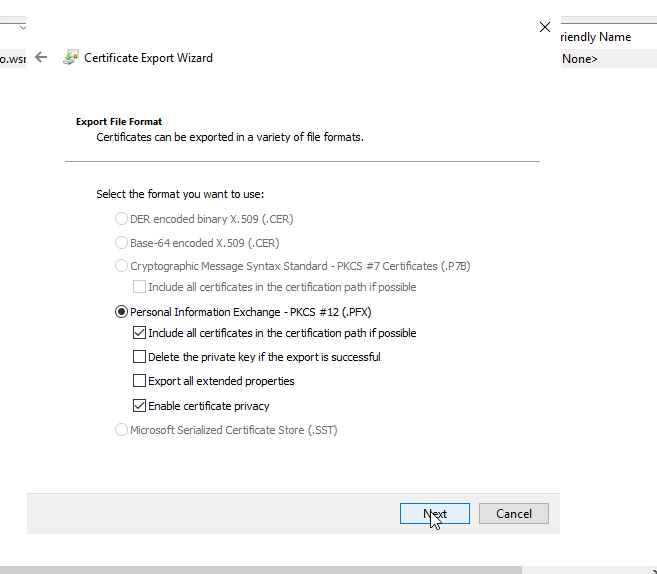 riendly Name
o.wsr
None>
Certificate Export Wizard
Export File Format
Certificates can be exported in a variety of file formats.
Select the format you want to use:
DER encoded binary X.509 (.CER)
Base-64 encoded X.509 (.CER)
Cryptographic Message Syntax Standard - PKCS #7 Certificates (.P7B)
Include all certificates in the certification path if possible
Personal Information Exchange - PKCS #12 (.PFX)
Include all certificates in the certification path if possible
Delete the private key if the export is successful
Export all extended properties
Enable certificate privacy
Microsoft Serialized Certificate Store (.SST)
Next
Cancel